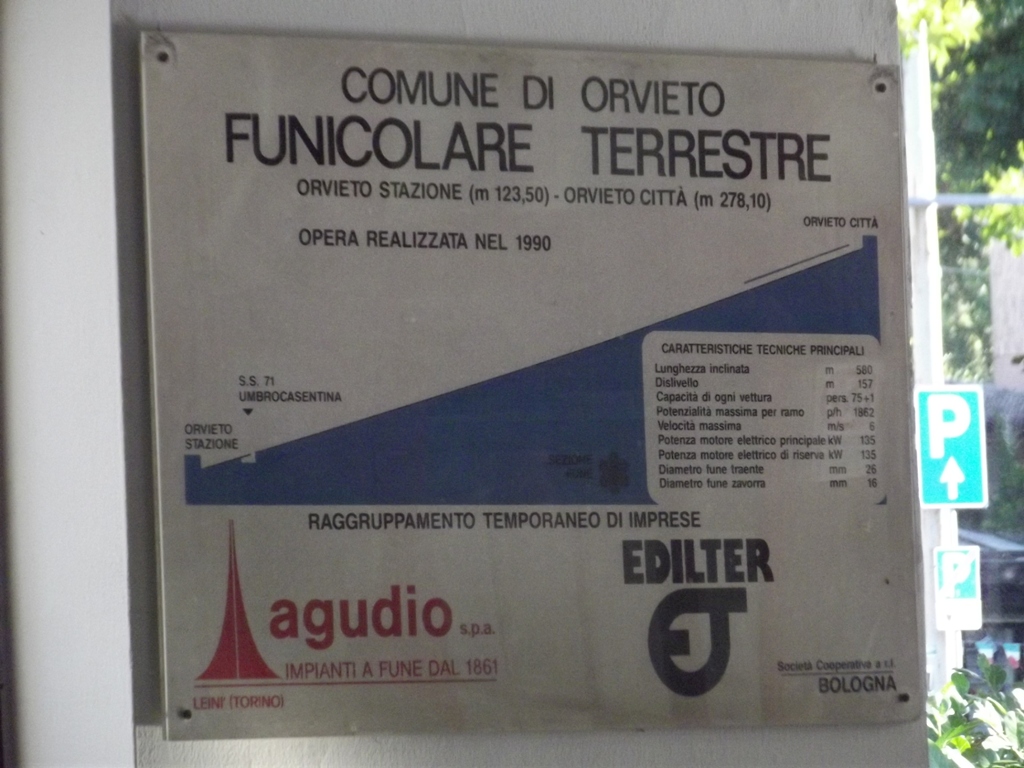 COMUNE DI ORVIETO
FUNICOLARE TERRESTRE
ORVIETO STAZIONE (m 123,50) - ORVIETO CITTÀ (m 278,10)
OPERA REALIZZATA NEL 1990
ORVIETO CITTÀ
S.S. 71
UMBROCASENTINA
ORVIETO
STAZIONE
CARATTERISTICHE TECNICHE PRINCIPALI
Lunghezza inclinata m 580
Dislivello m 157
Capacità di ogni vettura pers. 75+1
Potenzialità massima per ramo p/h 1862
Velocità massima m/s 6
Potenza motore elettrico principale kW 135
Potenza motore elettrico di riserva kW 135
Diametro fune traente mm 26
Diametro fune zavorra mm 16
SEZIONE
RAGGRUPPAMENTO TEMPORANEO DI IMPRESE
agudio s.p.a.
IMPIANTI A FUNE DAL 1861
LEINI' (TORINO)
EDILTER
Società Cooperativa a r.l.
BOLOGNA
P
P